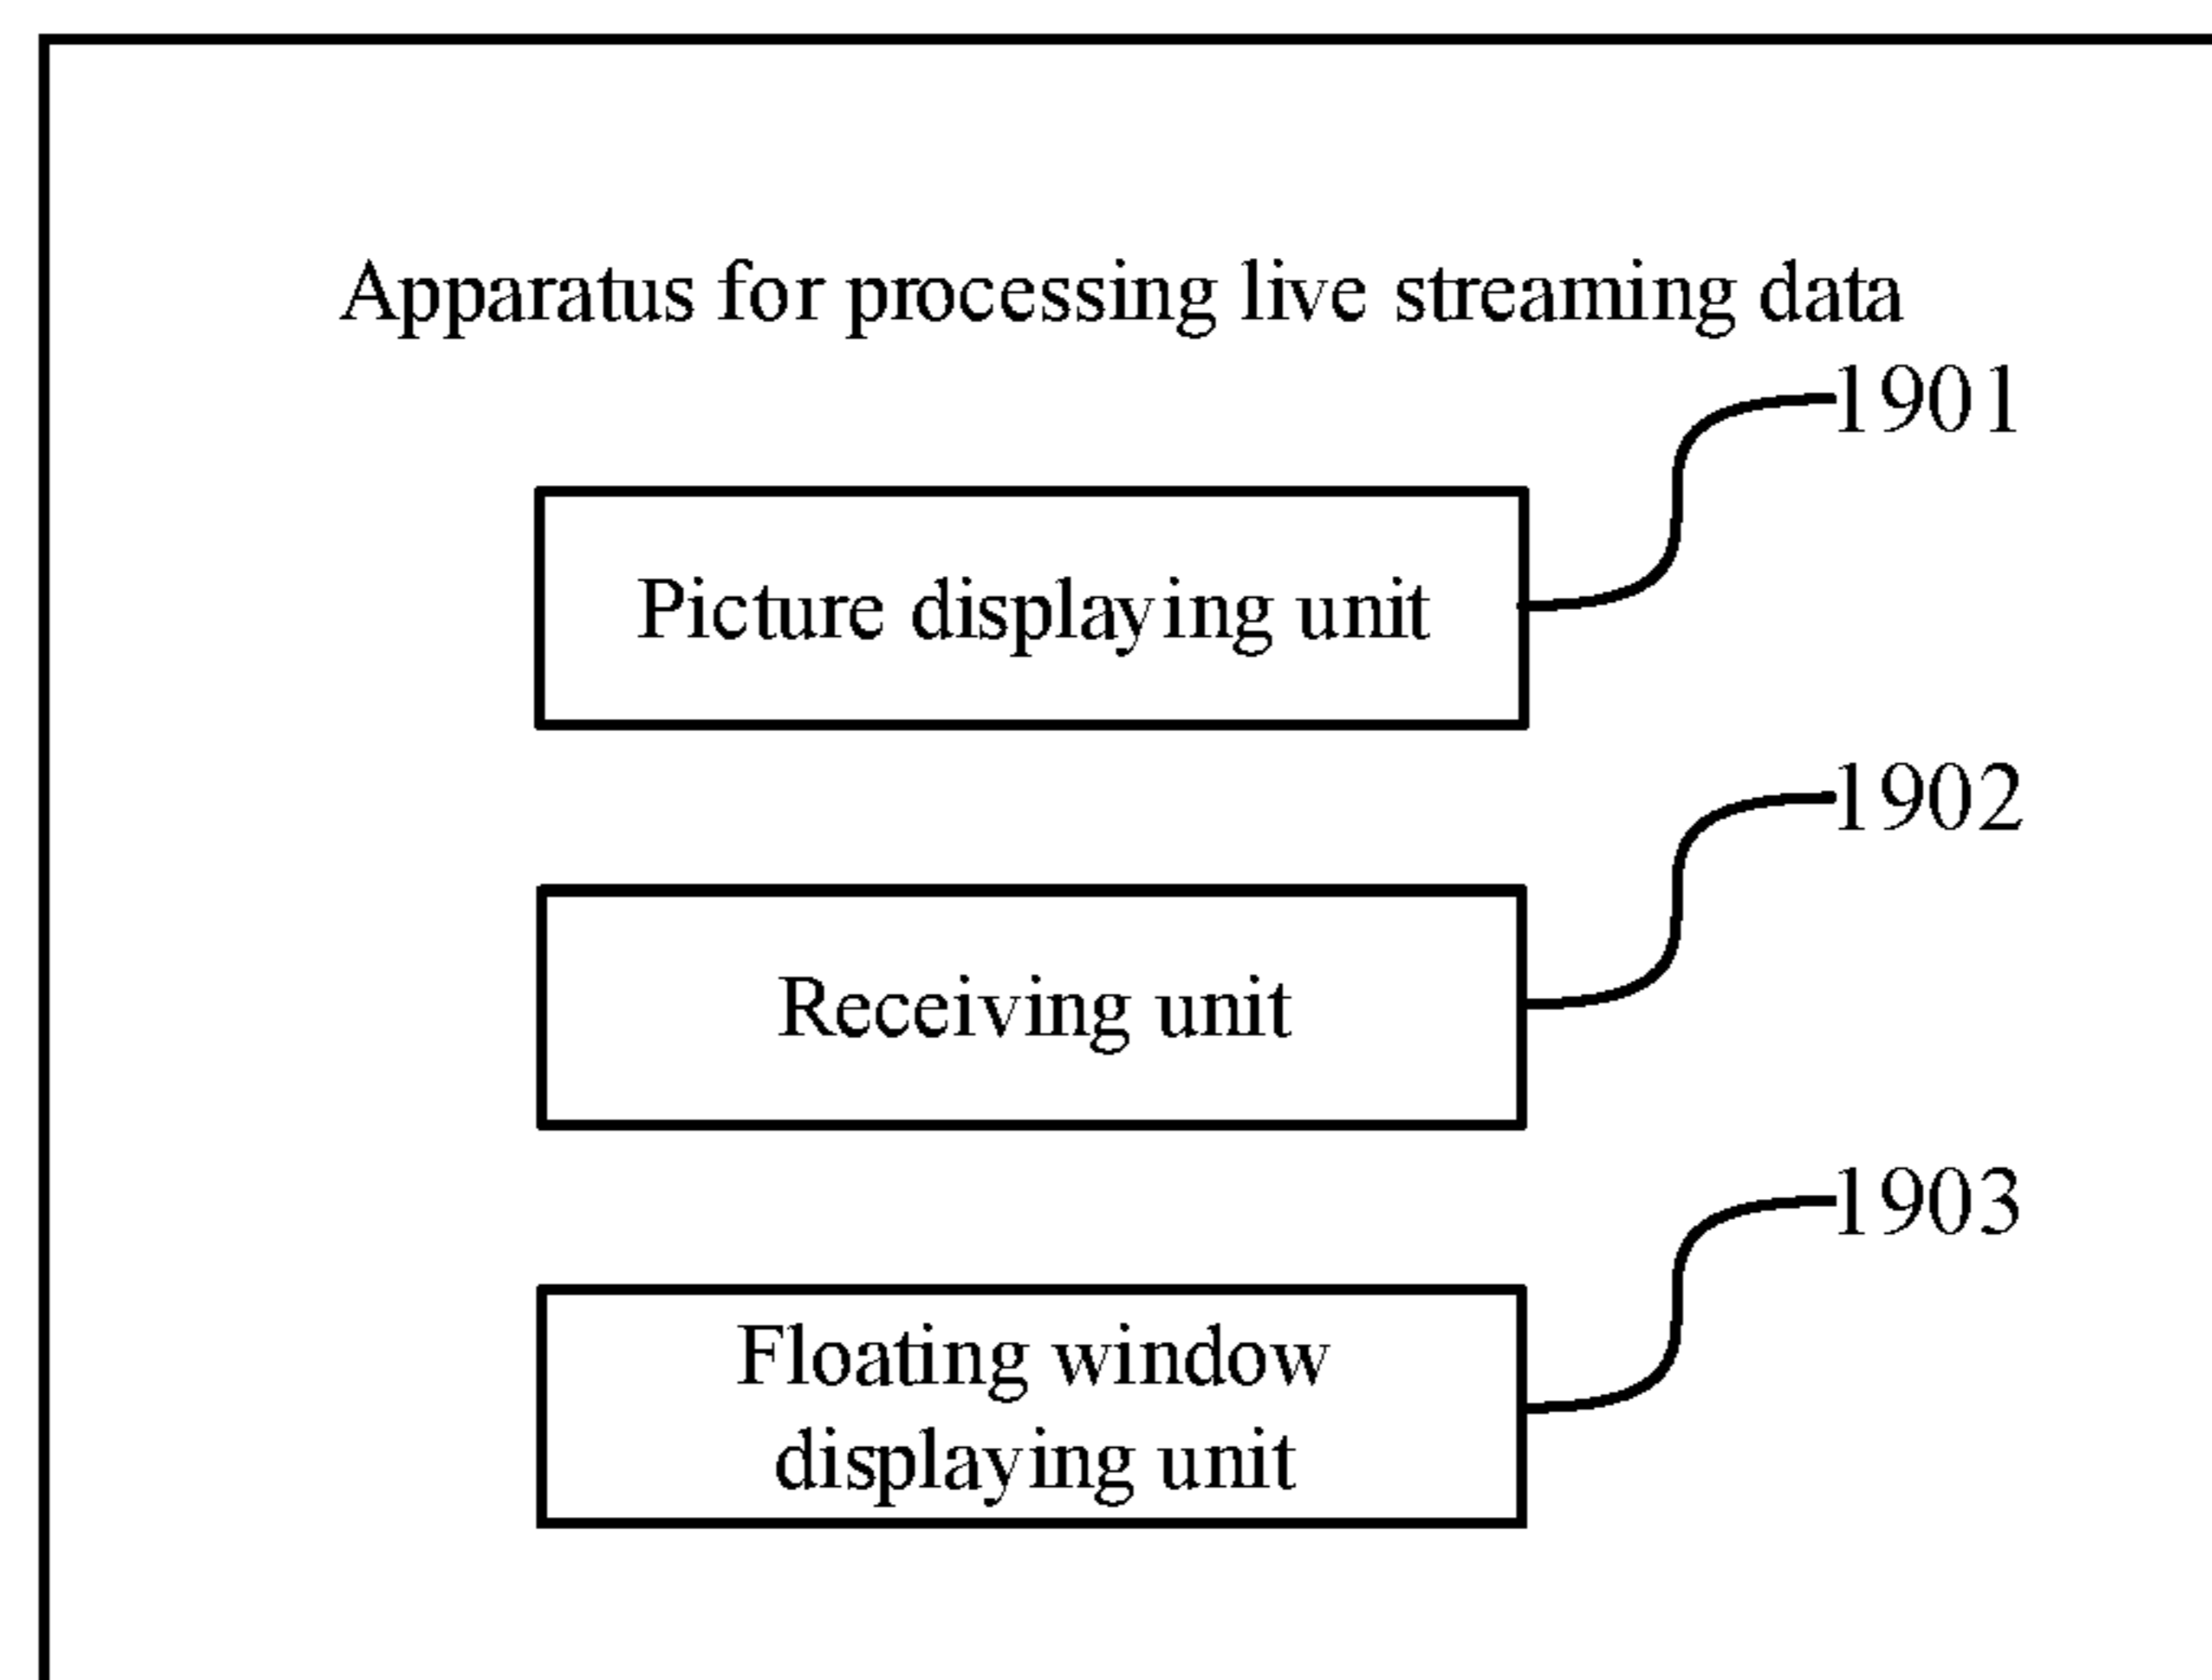 Apparatus for processing live streaming data
1901
Picture displaying unit
1902
Receiving unit
1903
Floating window
displaying unit